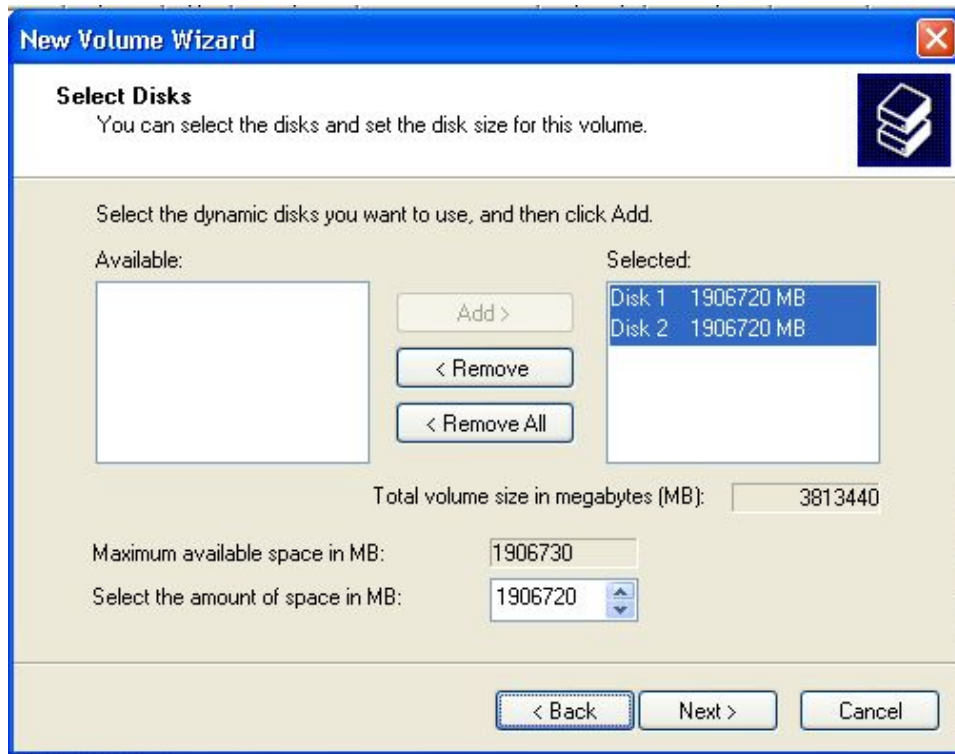 New Volume Wizard
Select Disks
You can select the disks and set the disk size for this volume.
Select the dynamic disks you want to use, and then click Add.
Available:
Selected:
Disk 1 1906720 MB
Disk 2 1906720 MB
Add >
< Remove
< Remove All
Total volume size in megabytes (MB): 3813440
Maximum available space in MB: 1906730
Select the amount of space in MB: 1906720
< Back Next > Cancel